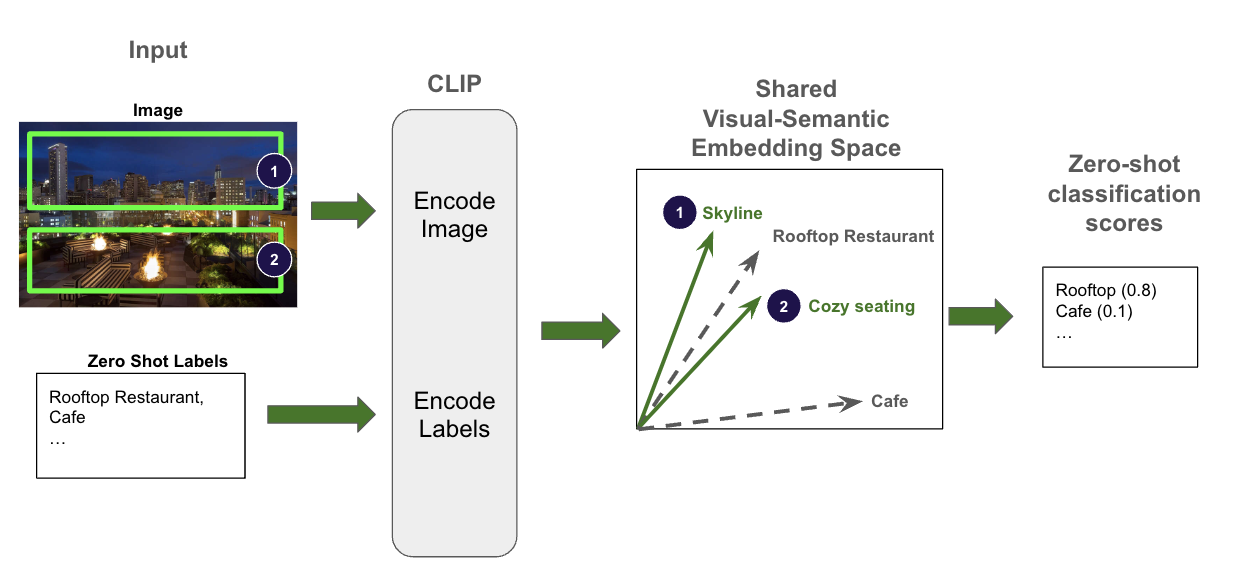 Input
Image
1
2
Zero Shot Labels
Rooftop Restaurant,
Cafe
…
CLIP
Encode
Image
Encode
Labels
Shared
Visual-Semantic
Embedding Space
1 Skyline
Rooftop Restaurant
2 Cozy seating
Cafe
Zero-shot
classification
scores
Rooftop (0.8)
Cafe (0.1)
…